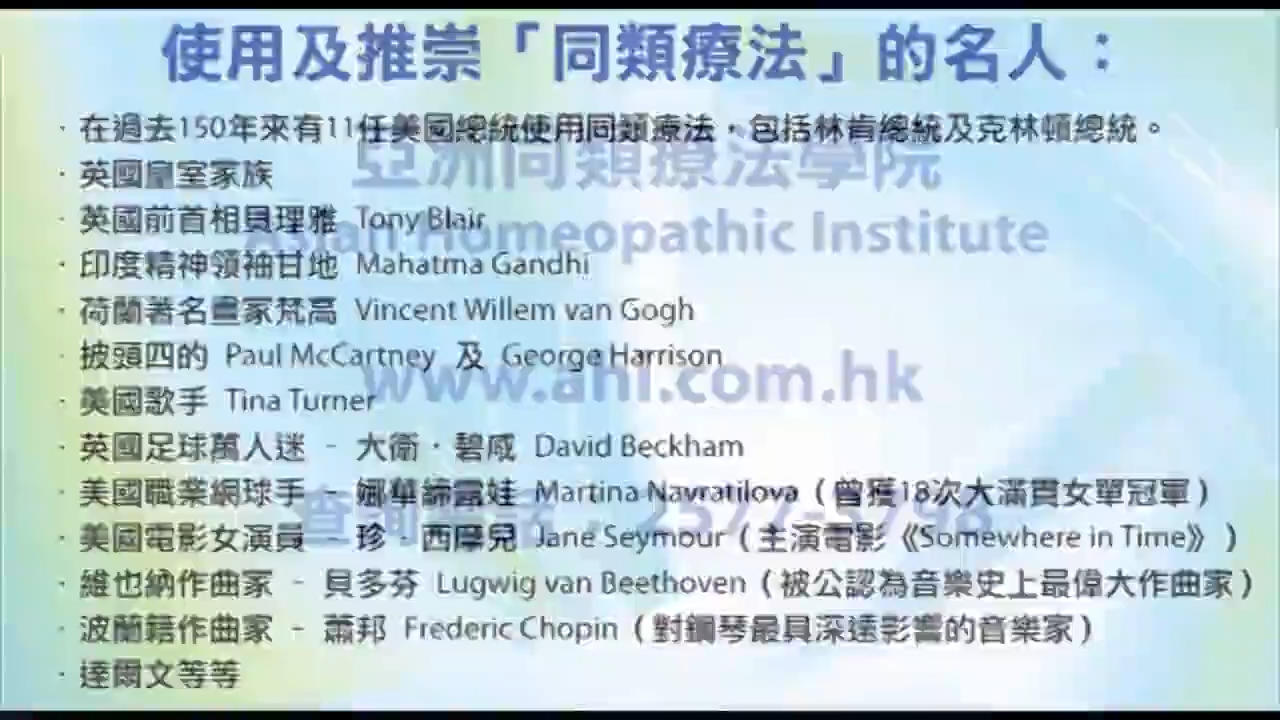 使用及推崇「同類療法」的名人：
· 在過去150年來有11任美國總統使用同類療法，包括林肯總統及克林頓總統。
亞洲同類療法學院
· 英國皇室家族
· 英國前首相貝理雅 Tony Blair
Asian Homeopathic Institute
· 印度精神領袖甘地 Mahatma Gandhi
· 荷蘭著名畫家梵高 Vincent Willem van Gogh
· 披頭四的 Paul McCartney 及 George Harrison
www.ahi.com.hk
· 美國歌手 Tina Turner
· 英國足球萬人迷 - 大衛·碧咸 David Beckham
· 美國職業網球手 - 娜華締露娃 Martina Navratilova（曾獲18次大滿貫女單冠軍）
查詢
· 美國電影女演員 - 珍·西摩兒 Jane Seymour（主演電影《Somewhere in Time》）
· 維也納作曲家 - 貝多芬 Lugwig van Beethoven（被公認為音樂史上最偉大作曲家）
· 波蘭籍作曲家 - 蕭邦 Frederic Chopin（對鋼琴最具深遠影響的音樂家）
· 達爾文等等